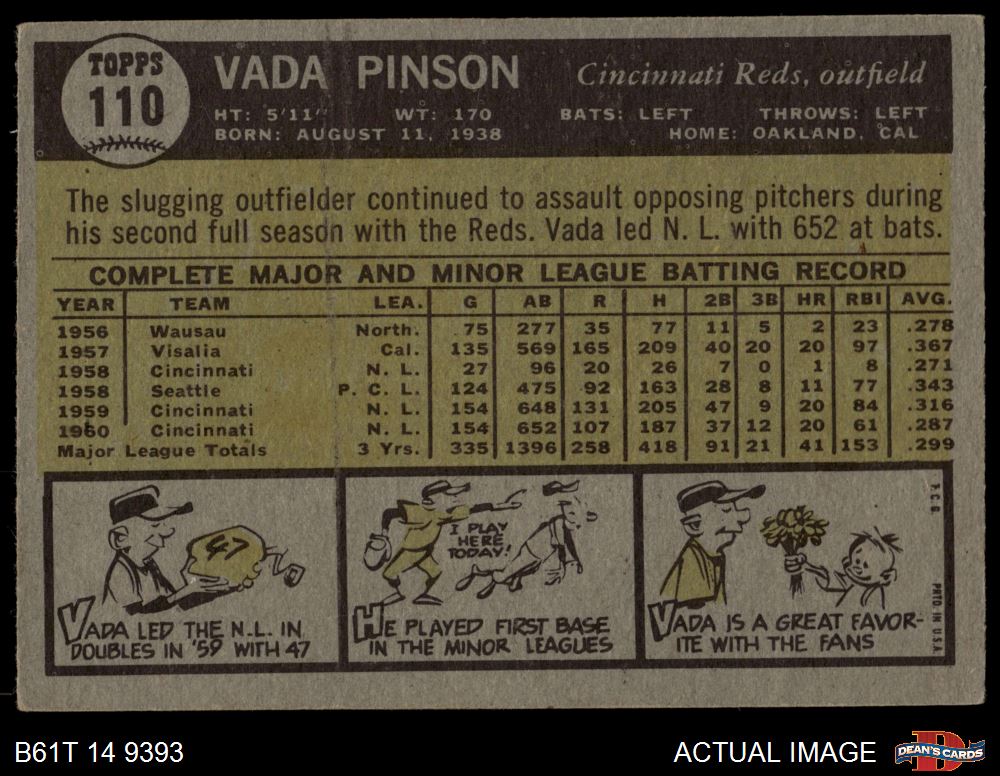 TOPPS
110
VADA PINSON
Cincinnati Reds, outfield
HT: 5'11" WT: 170 BATS: LEFT THROWS: LEFT
BORN: AUGUST 11, 1938 HOME: OAKLAND, CAL
The slugging outfielder continued to assault opposing pitchers during
his second full season with the Reds. Vada led N. L. with 652 at bats.
COMPLETE MAJOR AND MINOR LEAGUE BATTING RECORD
YEAR TEAM LEA. G AB R H 2B 3B HR RBI AVG.
1956 Wausau North. 75 277 35 77 11 5 2 23 .278
1957 Visalia Cal. 135 569 165 209 40 20 20 97 .367
1958 Cincinnati N. L. 27 96 20 26 7 0 1 8 .271
1958 Seattle P. C. L. 124 475 92 163 28 8 11 77 .343
1959 Cincinnati N. L. 154 648 131 205 47 9 20 84 .316
1960 Cincinnati N. L. 154 652 107 187 37 12 20 61 .287
Major League Totals 3 Yrs. 335 1396 258 418 91 21 41 153 .299
47
VADA LED THE N.L. IN
DOUBLES IN '59 WITH 47
I PLAY
HERE
TODAY!
HE PLAYED FIRST BASE
IN THE MINOR LEAGUES
VADA IS A GREAT FAVOR-
ITE WITH THE FANS
T.C.G. PRTD. IN U.S.A.
B61T 14 9393
ACTUAL IMAGE
D
DEAN'S CARDS